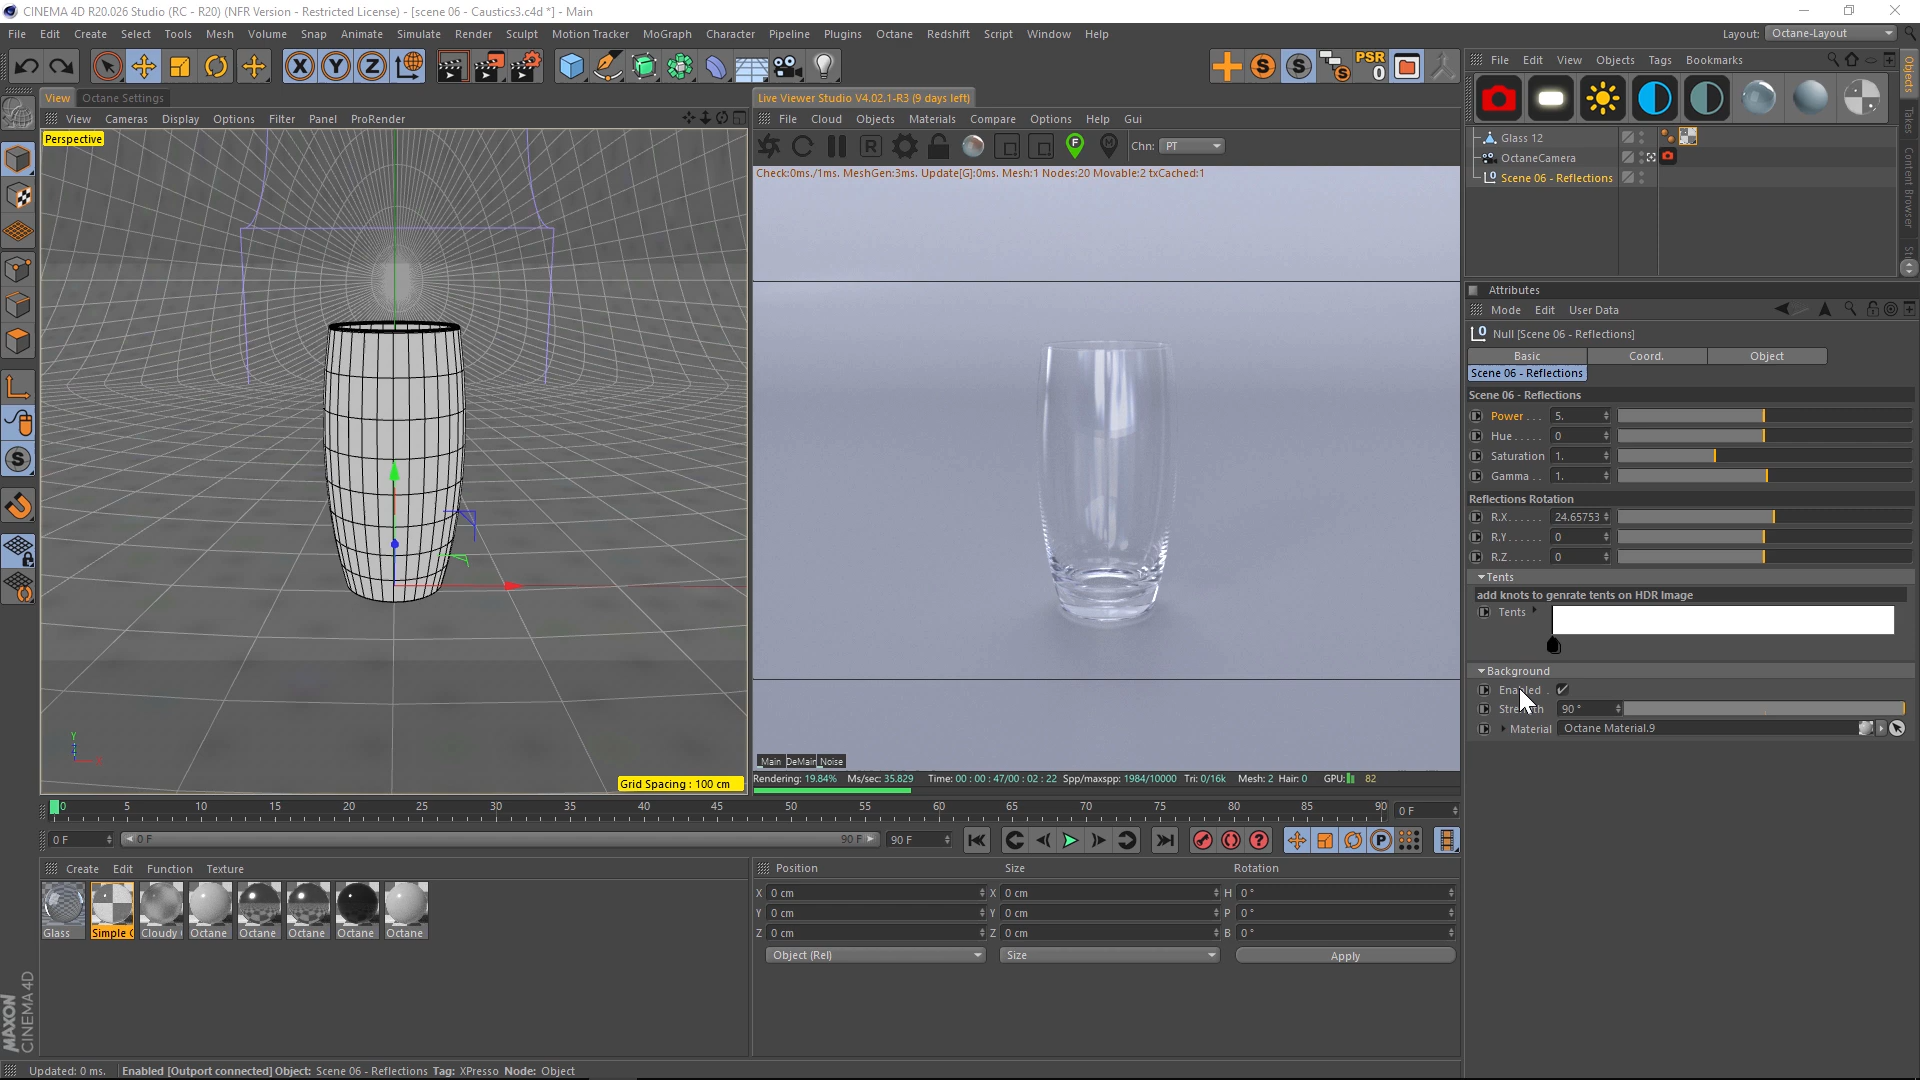 CINEMA 4D R20.026 Studio (RC - R20) (NFR Version - Restricted License) - [scene 06 - Caustics3.c4d *] - Main
File Edit Create Select Tools Mesh Volume Snap Animate Simulate Render Sculpt Motion Tracker MoGraph Character Pipeline Plugins Octane Redshift Script Window Help
Layout: Octane-Layout
X Y Z
PSR
0
File Edit View Objects Tags Bookmarks
View Octane Settings
Live Viewer Studio V4.02.1-R3 (9 days left)
View Cameras Display Options Filter Panel ProRender
File Cloud Objects Materials Compare Options Help Gui
Perspective
Chn: PT
Check:0ms./1ms. MeshGen:3ms. Update[G]:0ms. Mesh:1 Nodes:20 Movable:2 txCached:1
Glass 12
OctaneCamera
Scene 06 - Reflections
Objects
Takes
Content Browser
Attributes
Mode Edit User Data
Null [Scene 06 - Reflections]
Basic Coord. Object
Scene 06 - Reflections
Scene 06 - Reflections
Power . . . 5.
Hue . . . . . 0
Saturation 1.
Gamma . . 1.
Reflections Rotation
R.X. . . . . . 24.65753
R.Y. . . . . . 0
R.Z. . . . . . 0
Tents
add knots to genrate tents on HDR Image
Tents
Background
Enabled .
Strength 90 °
Material Octane Material.9
Y
Grid Spacing : 100 cm
Main DeMain Noise
Rendering: 19.84% Ms/sec: 35.829 Time: 00 : 00 : 47/00 : 02 : 22 Spp/maxspp: 1984/10000 Tri: 0/16k Mesh: 2 Hair: 0 GPU: 82
0 5 10 15 20 25 30 35 40 45 50 55 60 65 70 75 80 85 90 0 F
0 F 0 F 90 F 90 F
Create Edit Function Texture
Position Size Rotation
X 0 cm X 0 cm H 0 °
Y 0 cm Y 0 cm P 0 °
Z 0 cm Z 0 cm B 0 °
Object (Rel) Size Apply
Glass Simple Cloudy Octane Octane Octane Octane Octane
MAXON
CINEMA 4D
Updated: 0 ms. Enabled [Outport connected] Object: Scene 06 - Reflections Tag: XPresso Node: Object